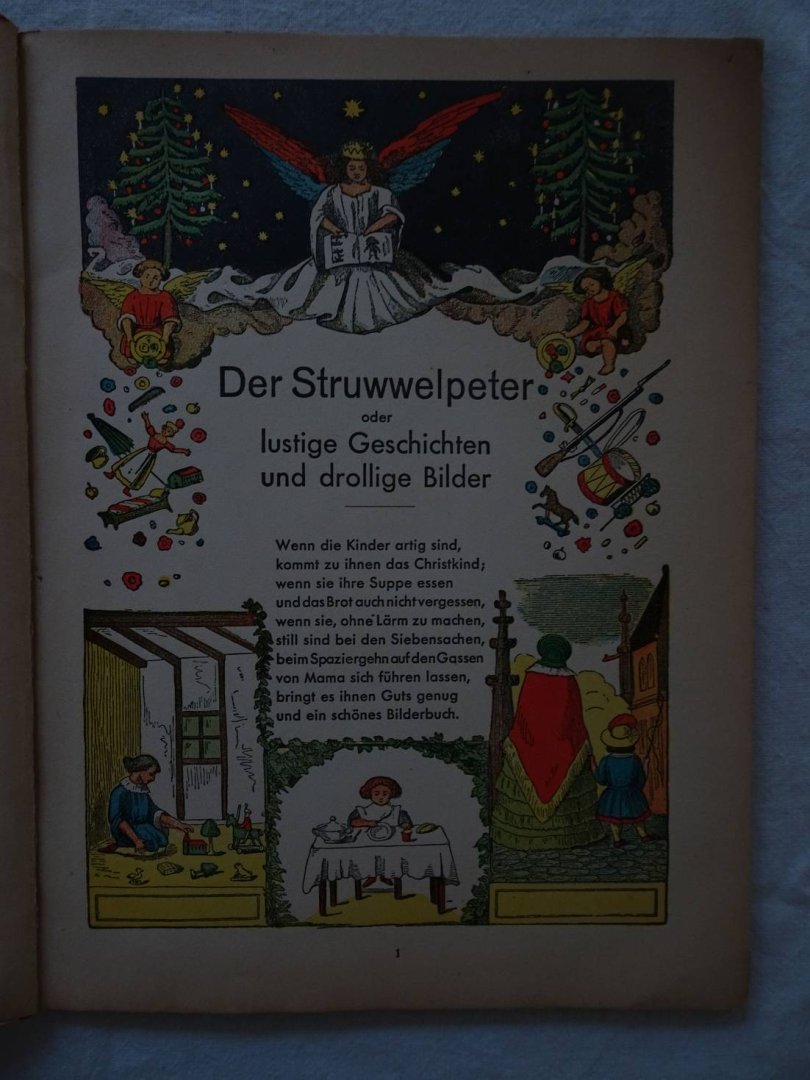 Der Struwwelpeter
oder
lustige Geschichten
und drollige Bilder
Wenn die Kinder artig sind,
kommt zu ihnen das Christkind;
wenn sie ihre Suppe essen
und das Brot auch nicht vergessen,
wenn sie, ohne Lärm zu machen,
still sind bei den Siebensachen,
beim Spaziergehn auf den Gassen
von Mama sich führen lassen,
bringt es ihnen Guts genug
und ein schönes Bilderbuch.
1